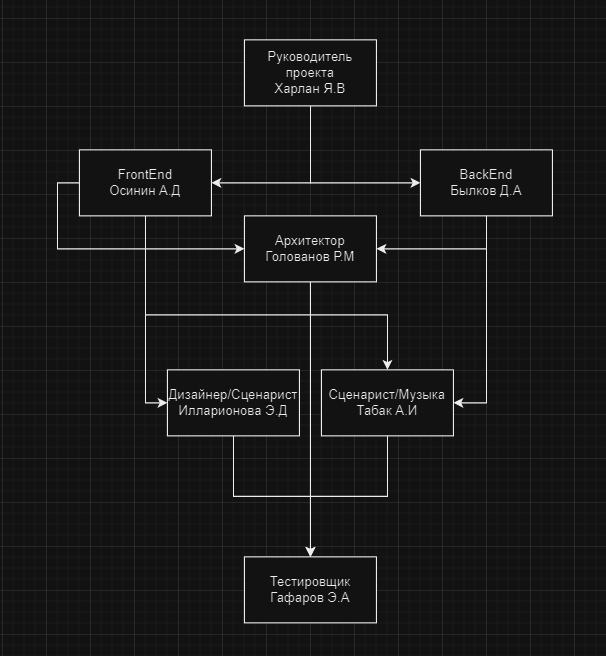 Руководитель
проекта
Харлан Я.В
FrontEnd
Осинин А.Д
BackEnd
Былков Д.А
Архитектор
Голованов Р.М
Дизайнер/Сценарист
Илларионова Э.Д
Сценарист/Музыка
Табак А.И
Тестировщик
Гафаров Э.А